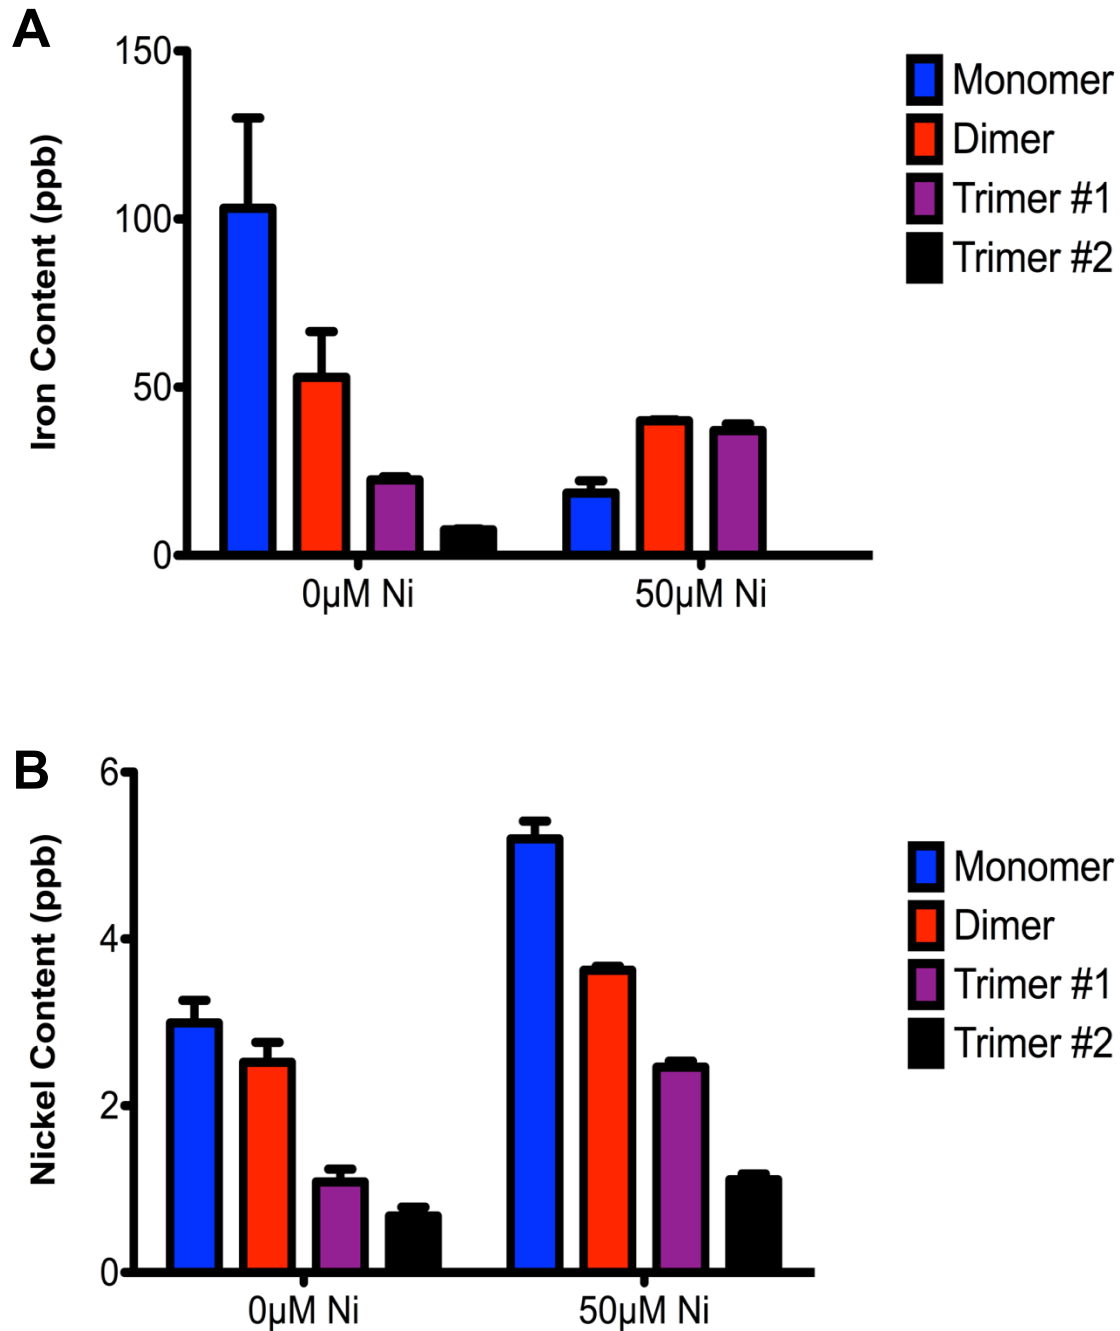 A
Iron Content (ppb)
150
100
50
0
0µM Ni
50µM Ni
Monomer
Dimer
Trimer #1
Trimer #2
B
Nickel Content (ppb)
6
4
2
0
0µM Ni
50µM Ni
Monomer
Dimer
Trimer #1
Trimer #2